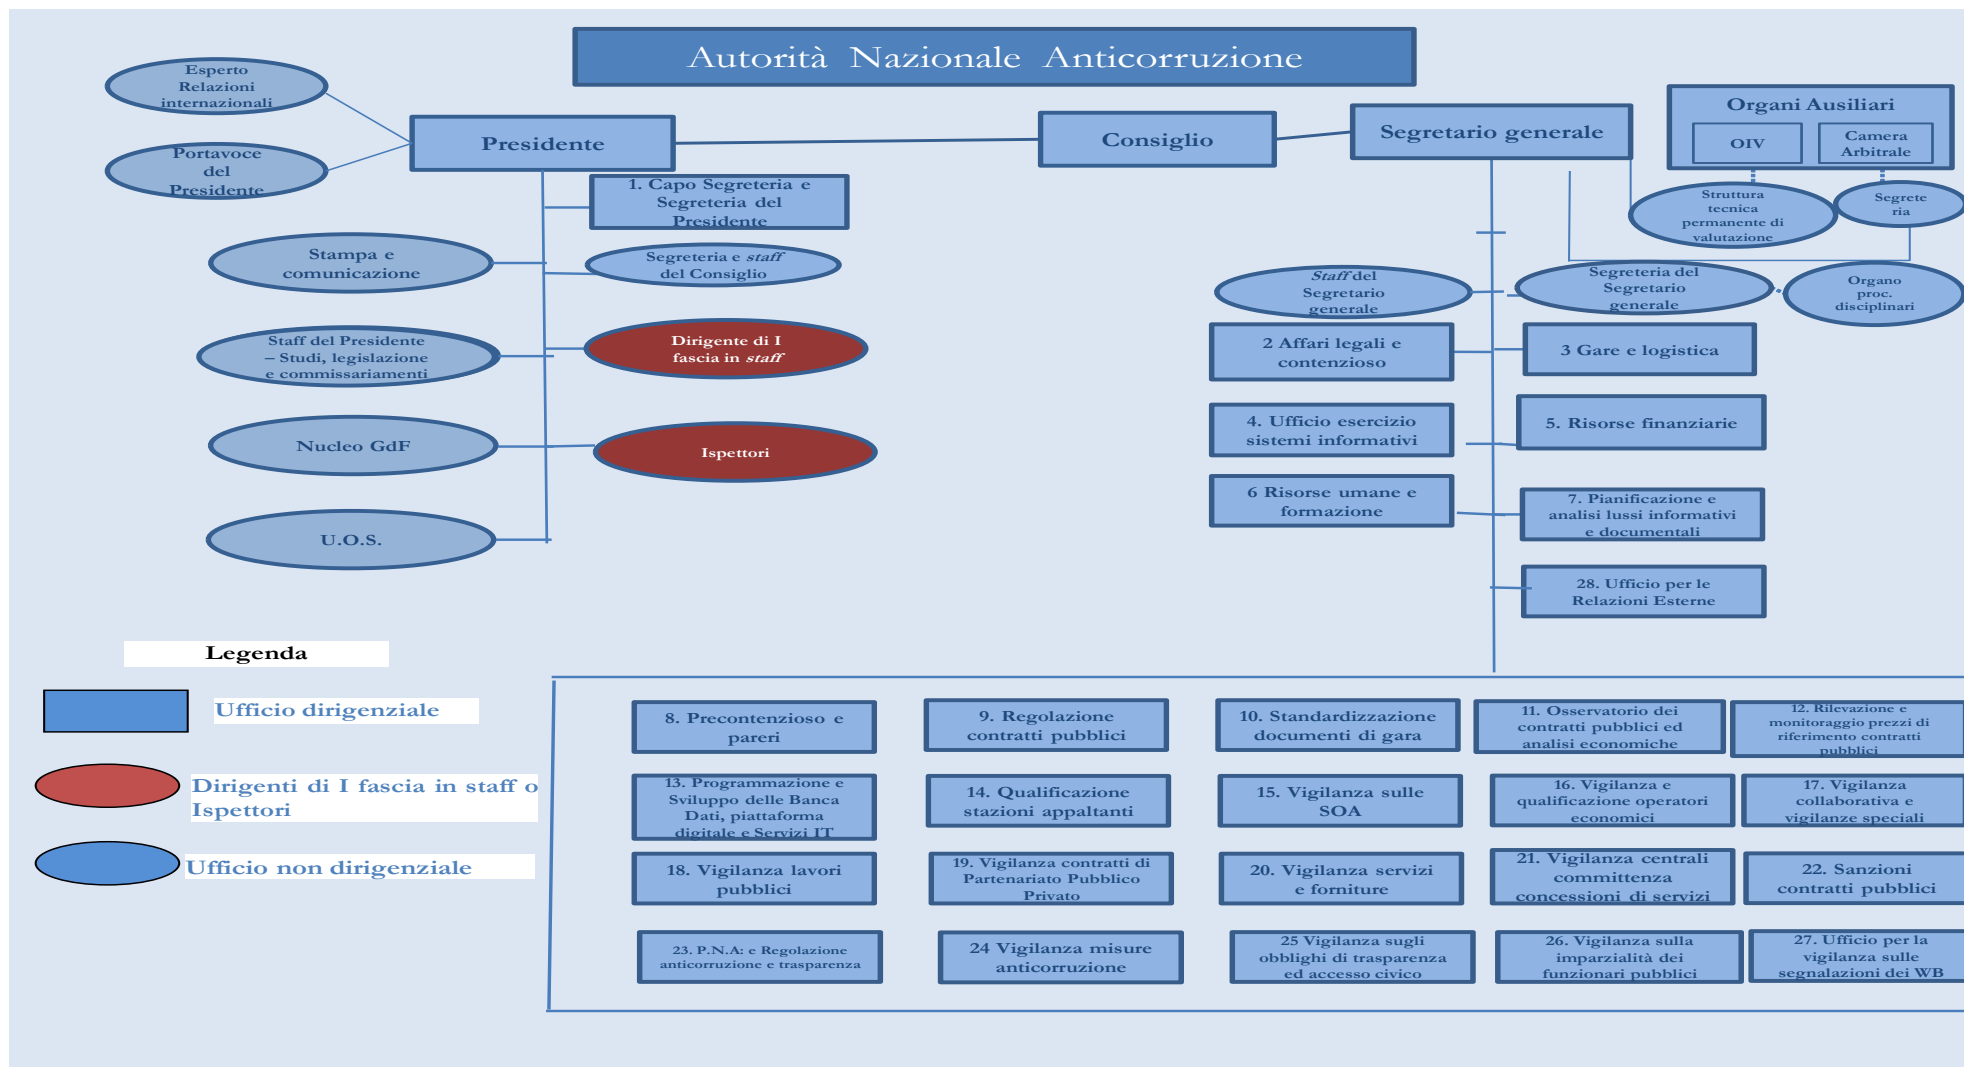 Autorità Nazionale Anticorruzione
Esperto
Relazioni
internazionali
Portavoce
del
Presidente
Presidente
Consiglio
Segretario generale
Organi Ausiliari
OIV
Camera
Arbitrale
Struttura
tecnica
permanente di
valutazione
Segrete
ria
1. Capo Segreteria e
Segreteria del
Presidente
Stampa e
comunicazione
Segreteria e staff
del Consiglio
Staff del Presidente
– Studi, legislazione
e commissariamenti
Dirigente di I
fascia in staff
Nucleo GdF
Ispettori
U.O.S.
Staff del
Segretario
generale
Segreteria del
Segretario
generale
Organo
proc.
disciplinari
2 Affari legali e
contenzioso
3 Gare e logistica
4. Ufficio esercizio
sistemi informativi
5. Risorse finanziarie
6 Risorse umane e
formazione
7. Pianificazione e
analisi lussi informativi
e documentali
28. Ufficio per le
Relazioni Esterne
Legenda
Ufficio dirigenziale
Dirigenti di I fascia in staff o
Ispettori
Ufficio non dirigenziale
8. Precontenzioso e
pareri
9. Regolazione
contratti pubblici
10. Standardizzazione
documenti di gara
11. Osservatorio dei
contratti pubblici ed
analisi economiche
12. Rilevazione e
monitoraggio prezzi di
riferimento contratti
pubblici
13. Programmazione e
Sviluppo delle Banca
Dati, piattaforma
digitale e Servizi IT
14. Qualificazione
stazioni appaltanti
15. Vigilanza sulle
SOA
16. Vigilanza e
qualificazione operatori
economici
17. Vigilanza
collaborativa e
vigilanze speciali
18. Vigilanza lavori
pubblici
19. Vigilanza contratti di
Partenariato Pubblico
Privato
20. Vigilanza servizi
e forniture
21. Vigilanza centrali
committenza
concessioni di servizi
22. Sanzioni
contratti pubblici
23. P.N.A: e Regolazione
anticorruzione e trasparenza
24 Vigilanza misure
anticorruzione
25 Vigilanza sugli
obblighi di trasparenza
ed accesso civico
26. Vigilanza sulla
imparzialità dei
funzionari pubblici
27. Ufficio per la
vigilanza sulle
segnalazioni dei WB